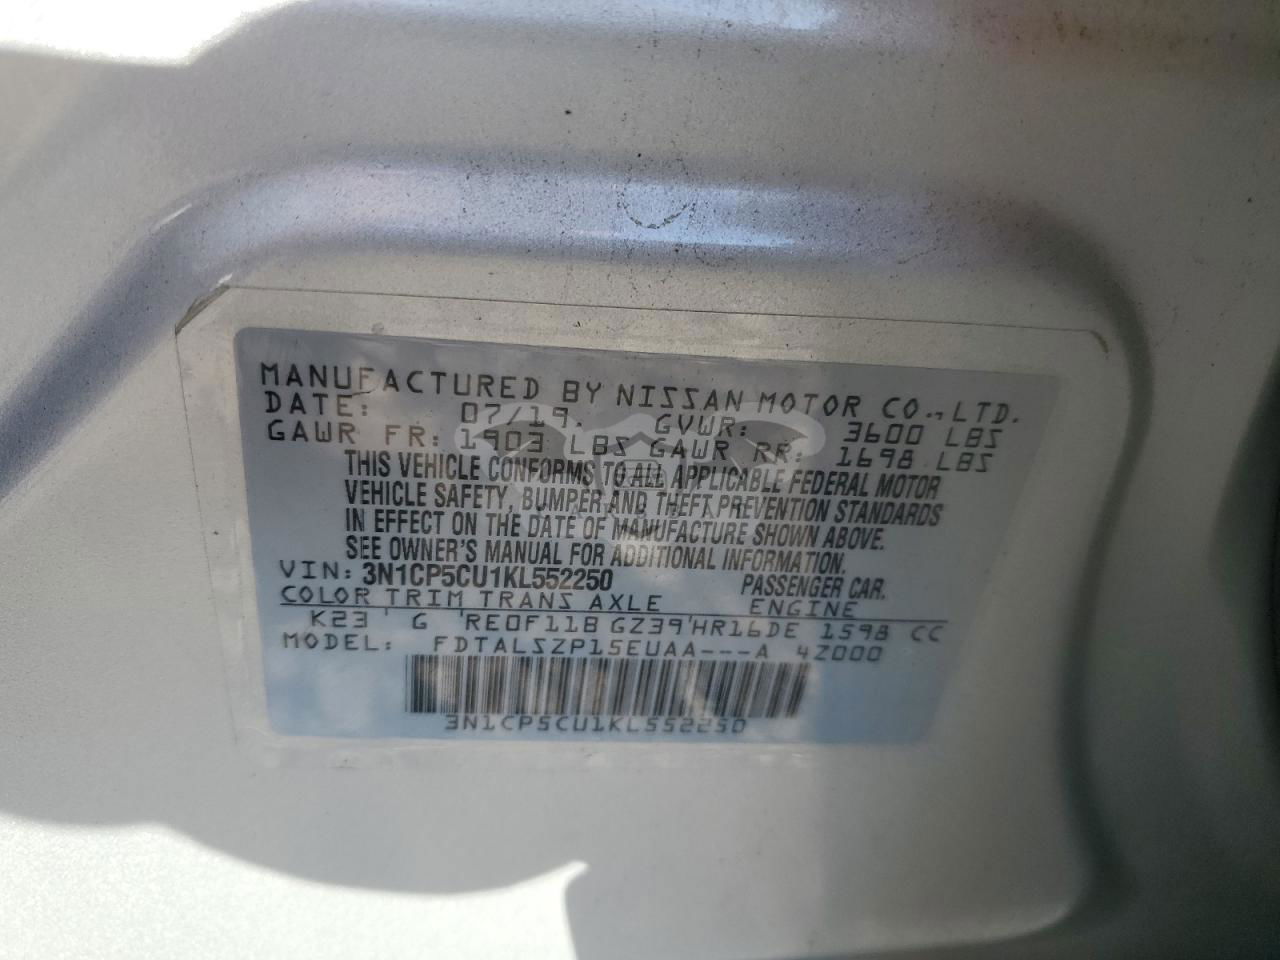 MANUFACTURED BY NISSAN MOTOR CO., LTD.
DATE: 07/19. GVWR: 3600 LBS
GAWR FR: 1903 LBS GAWR RR: 1698 LBS
THIS VEHICLE CONFORMS TO ALL APPLICABLE FEDERAL MOTOR
VEHICLE SAFETY, BUMPER AND THEFT PREVENTION STANDARDS
IN EFFECT ON THE DATE OF MANUFACTURE SHOWN ABOVE.
SEE OWNER'S MANUAL FOR ADDITIONAL INFORMATION.
VIN: 3N1CP5CU1KL552250 PASSENGER CAR.
COLOR TRIM TRANS AXLE ENGINE
K23 ' G 'RE0F11B GZ39'HR16DE 1598 CC
MODEL: FDTALSZP15EUAA---A 4Z000
3N1CP5CU1KL552250